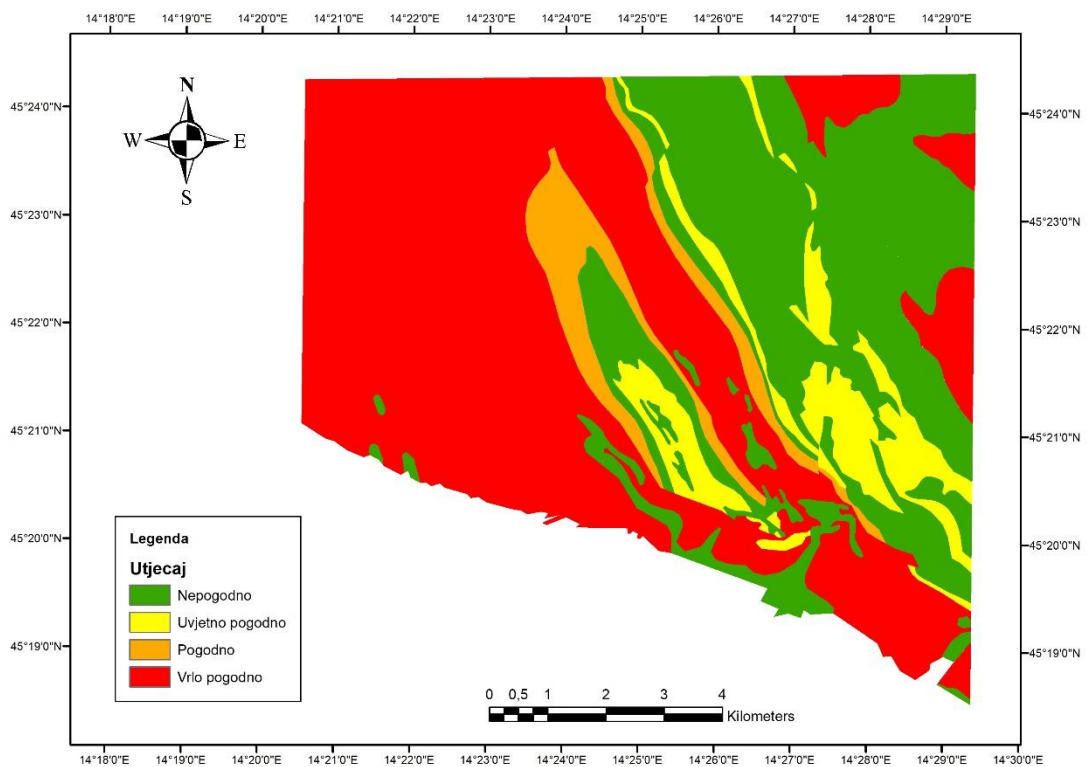 14°18'0"E 14°19'0"E 14°20'0"E 14°21'0"E 14°22'0"E 14°23'0"E 14°24'0"E 14°25'0"E 14°26'0"E 14°27'0"E 14°28'0"E 14°29'0"E
N
W E
S
45°24'0"N 45°24'0"N
45°23'0"N 45°23'0"N
45°22'0"N 45°22'0"N
45°21'0"N 45°21'0"N
45°20'0"N 45°20'0"N
45°19'0"N 45°19'0"N
Legenda
Utjecaj
Nepogodno
Uvjetno pogodno
Pogodno
Vrlo pogodno
0 0,5 1 2 3 4
Kilometers
14°18'0"E 14°19'0"E 14°20'0"E 14°21'0"E 14°22'0"E 14°23'0"E 14°24'0"E 14°25'0"E 14°26'0"E 14°27'0"E 14°28'0"E 14°29'0"E 14°30'0"E